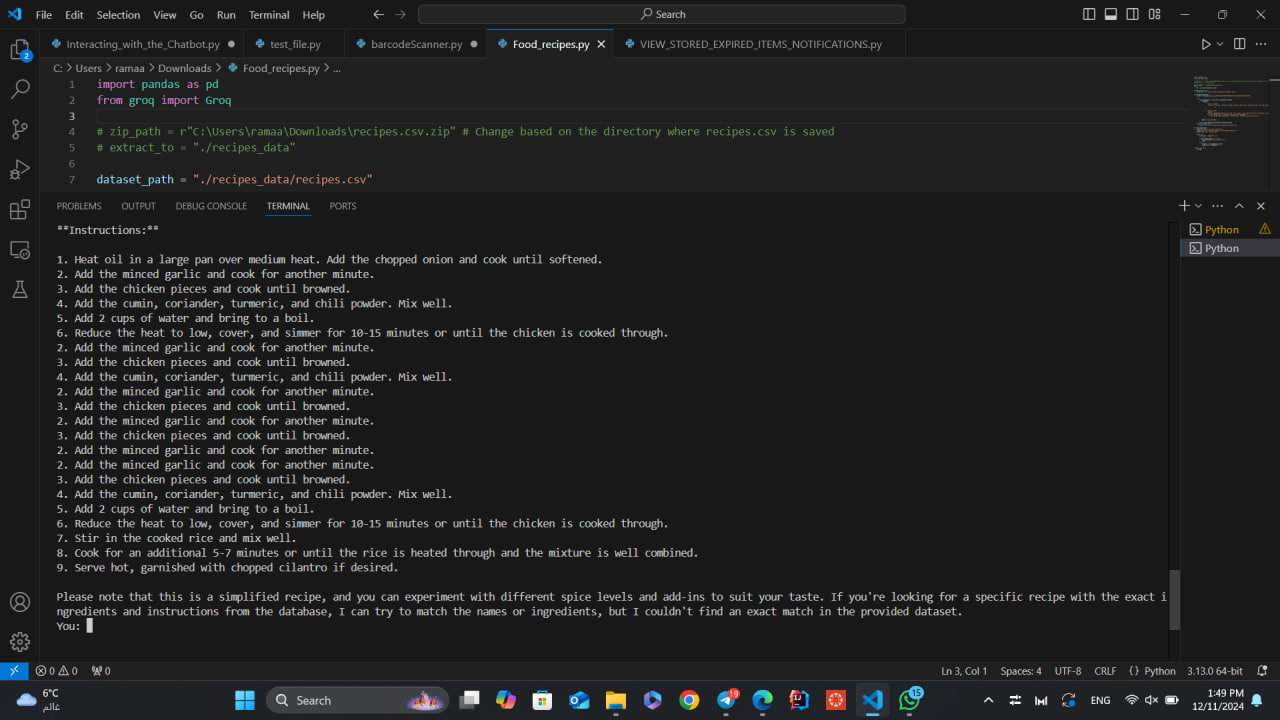 File Edit Selection View Go Run Terminal Help
Search
Interacting_with_the_Chatbot.py
test_file.py
barcodeScanner.py
Food_recipes.py
VIEW_STORED_EXPIRED_ITEMS_NOTIFICATIONS.py
C: > Users > ramaa > Downloads > Food_recipes.py > ...
1 import pandas as pd
2 from groq import Groq
3
4 # zip_path = r"C:\Users\ramaa\Downloads\recipes.csv.zip" # Change based on the directory where recipes.csv is saved
5 # extract_to = "./recipes_data"
6
7 dataset_path = "./recipes_data/recipes.csv"
PROBLEMS OUTPUT DEBUG CONSOLE TERMINAL PORTS
**Instructions:**
1. Heat oil in a large pan over medium heat. Add the chopped onion and cook until softened.
2. Add the minced garlic and cook for another minute.
3. Add the chicken pieces and cook until browned.
4. Add the cumin, coriander, turmeric, and chili powder. Mix well.
5. Add 2 cups of water and bring to a boil.
6. Reduce the heat to low, cover, and simmer for 10-15 minutes or until the chicken is cooked through.
2. Add the minced garlic and cook for another minute.
3. Add the chicken pieces and cook until browned.
4. Add the cumin, coriander, turmeric, and chili powder. Mix well.
2. Add the minced garlic and cook for another minute.
3. Add the chicken pieces and cook until browned.
2. Add the minced garlic and cook for another minute.
3. Add the chicken pieces and cook until browned.
2. Add the minced garlic and cook for another minute.
2. Add the minced garlic and cook for another minute.
3. Add the chicken pieces and cook until browned.
4. Add the cumin, coriander, turmeric, and chili powder. Mix well.
5. Add 2 cups of water and bring to a boil.
6. Reduce the heat to low, cover, and simmer for 10-15 minutes or until the chicken is cooked through.
7. Stir in the cooked rice and mix well.
8. Cook for an additional 5-7 minutes or until the rice is heated through and the mixture is well combined.
9. Serve hot, garnished with chopped cilantro if desired.
Please note that this is a simplified recipe, and you can experiment with different spice levels and add-ins to suit your taste. If you're looking for a specific recipe with the exact i
ngredients and instructions from the database, I can try to match the names or ingredients, but I couldn't find an exact match in the provided dataset.
You:
Python
Python
2
0 0 0
Ln 3, Col 1 Spaces: 4 UTF-8 CRLF {} Python 3.13.0 64-bit
6°C
غائم
Search
19
15
ENG
1:49 PM
12/11/2024